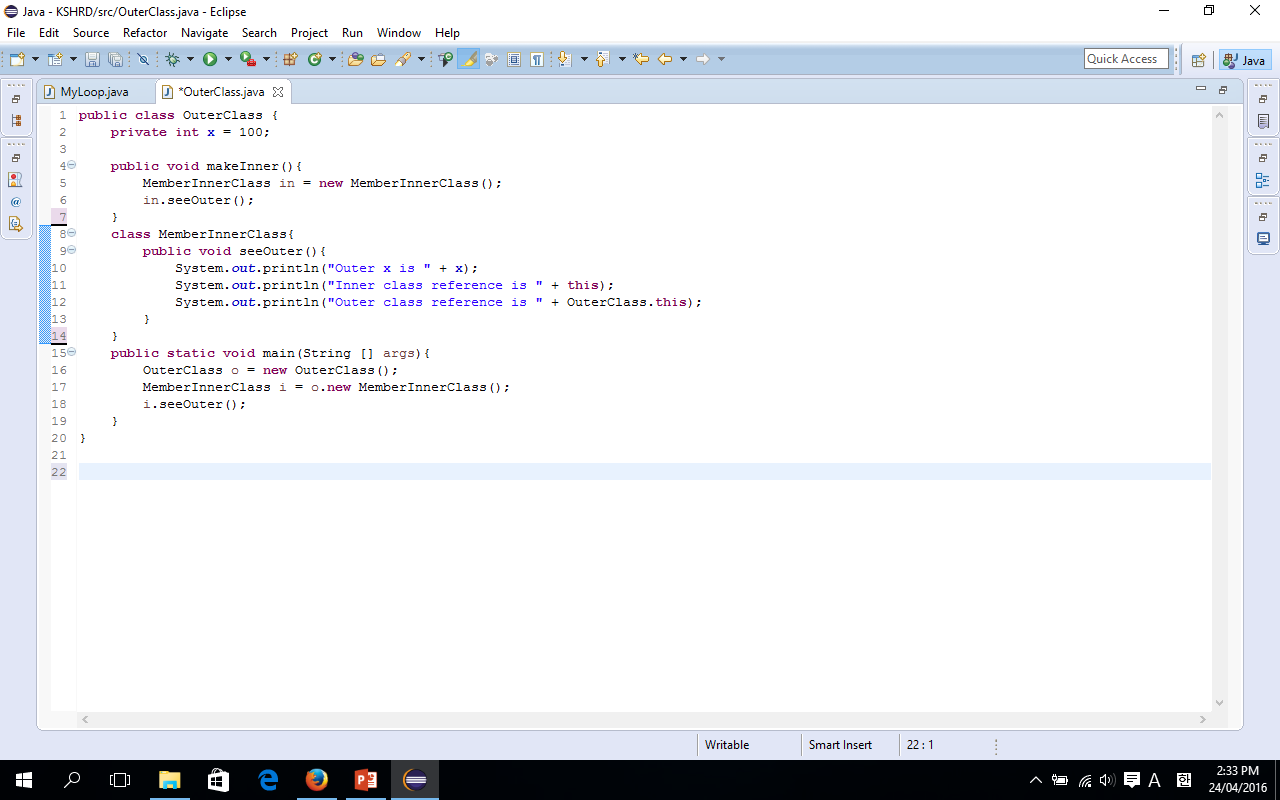 Java - KSHRD/src/OuterClass.java - Eclipse
File Edit Source Refactor Navigate Search Project Run Window Help
Quick Access
Java
MyLoop.java *OuterClass.java
1 public class OuterClass {
2     private int x = 100;
3
4     public void makeInner(){
5         MemberInnerClass in = new MemberInnerClass();
6         in.seeOuter();
7     }
8     class MemberInnerClass{
9         public void seeOuter(){
10             System.out.println("Outer x is " + x);
11             System.out.println("Inner class reference is " + this);
12             System.out.println("Outer class reference is " + OuterClass.this);
13         }
14     }
15     public static void main(String [] args){
16         OuterClass o = new OuterClass();
17         MemberInnerClass i = o.new MemberInnerClass();
18         i.seeOuter();
19     }
20 }
21
22
Writable Smart Insert 22 : 1
A
2:33 PM
24/04/2016